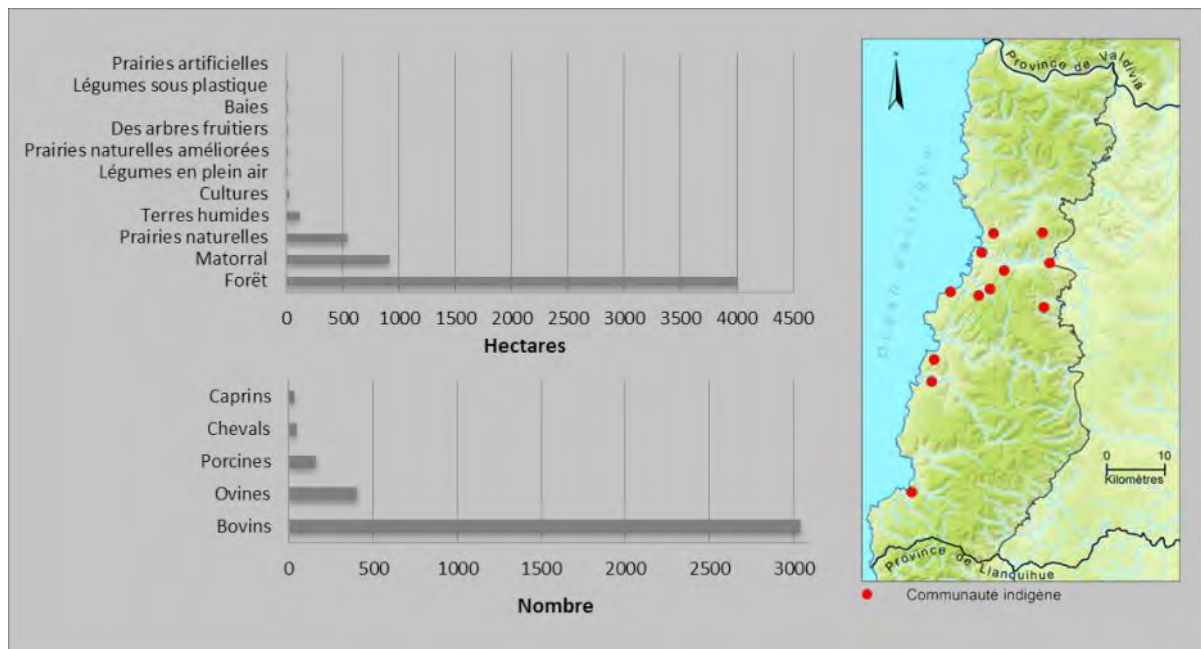 Prairies artificielles
Légumes sous plastique
Baies
Des arbres fruitiers
Prairies naturelles améliorées
Légumes en plein air
Cultures
Terres humides
Prairies naturelles
Matorral
Forët
0 500 1000 1500 2000 2500 3000 3500 4000 4500
Hectares
Caprins
Chevals
Porcines
Ovines
Bovins
0 500 1000 1500 2000 2500 3000
Nombre
Province de Valdivia
N
Océan Pacifique
0 10
Kilomètres
Province de Llanquihue
Communauté indigène